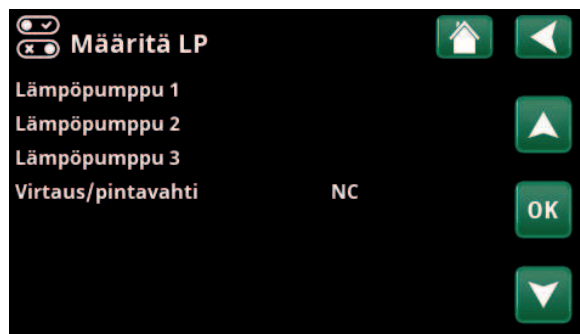 Määritä LP
Lämpöpumppu 1
Lämpöpumppu 2
Lämpöpumppu 3
Virtaus/pintavahti NC
OK